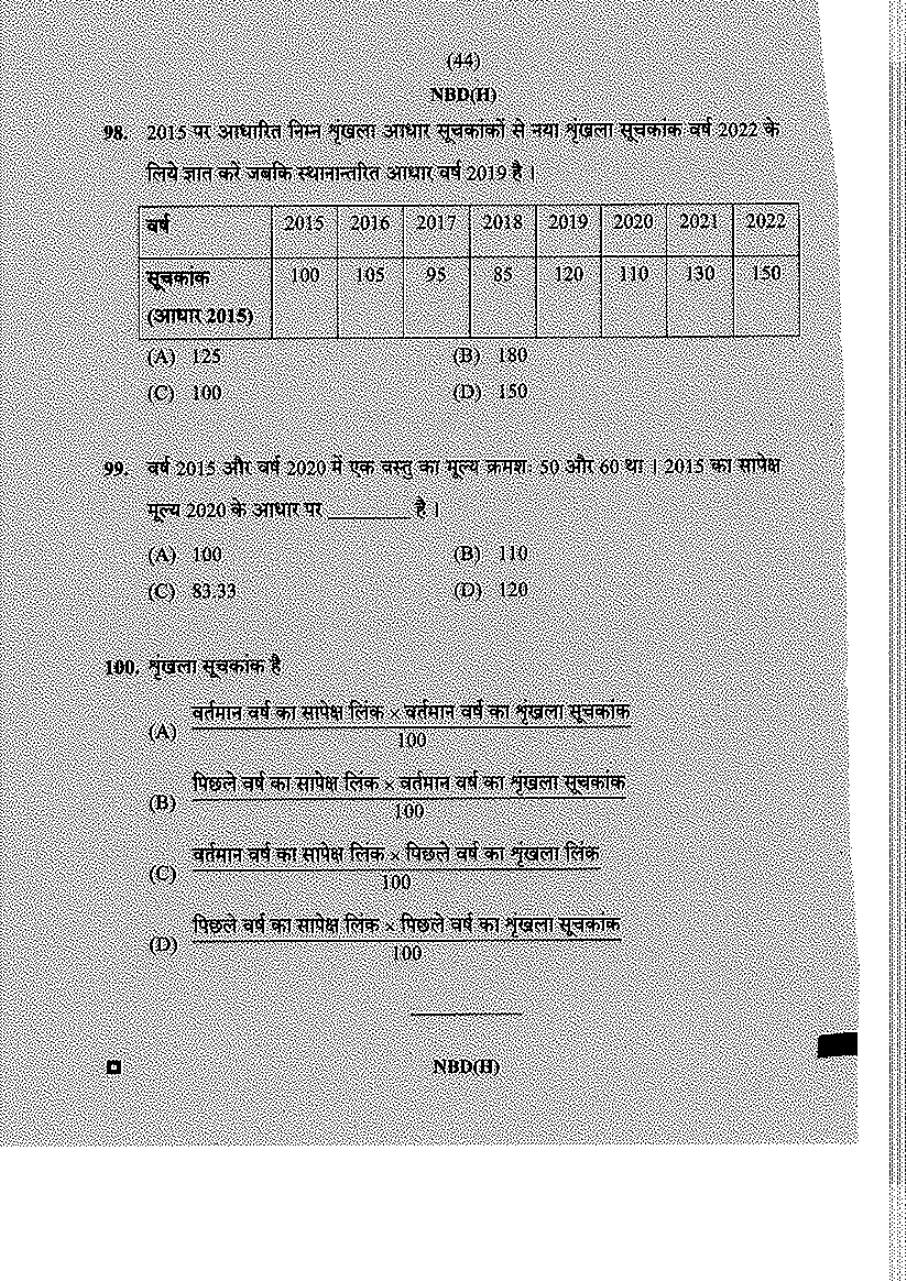 (44)
NBD(H)
98. 2015 पर आधारित निम्न श्रृंखला आधार सूचकांकों से नया श्रृंखला सूचकांक वर्ष 2022 के
लिये ज्ञात करें जबकि स्थानान्तरित आधार वर्ष 2019 है ।
वर्ष 2015 2016 2017 2018 2019 2020 2021 2022
सूचकांक 100 105 95 85 120 110 130 150
(आधार 2015)
(A) 125 (B) 180
(C) 100 (D) 150
99. वर्ष 2015 और वर्ष 2020 में एक वस्तु का मूल्य क्रमशः 50 और 60 था । 2015 का सापेक्ष
मूल्य 2020 के आधार पर ________ है ।
(A) 100 (B) 110
(C) 83.33 (D) 120
100. श्रृंखला सूचकांक है
(A) वर्तमान वर्ष का सापेक्ष लिंक × वर्तमान वर्ष का श्रृंखला सूचकांक
100
(B) पिछले वर्ष का सापेक्ष लिंक × वर्तमान वर्ष का श्रृंखला सूचकांक
100
(C) वर्तमान वर्ष का सापेक्ष लिंक × पिछले वर्ष का श्रृंखला लिंक
100
(D) पिछले वर्ष का सापेक्ष लिंक × पिछले वर्ष का श्रृंखला सूचकांक
100
NBD(H)